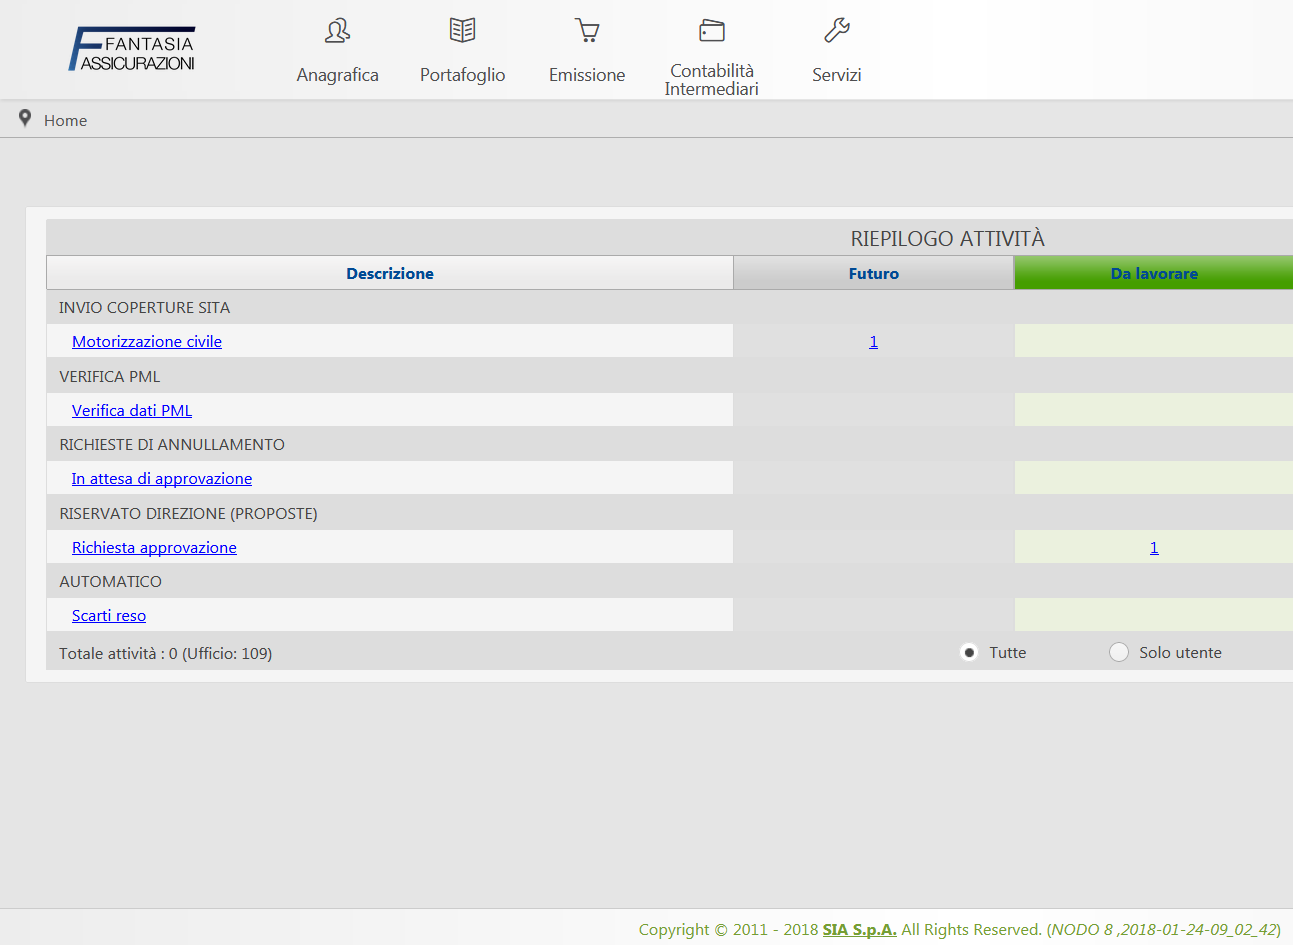 FANTASIA
ASSICURAZIONI
Anagrafica
Portafoglio
Emissione
Contabilità
Intermediari
Servizi
Home
RIEPILOGO ATTIVITÀ
Descrizione Futuro Da lavorare
INVIO COPERTURE SITA
Motorizzazione civile 1
VERIFICA PML
Verifica dati PML
RICHIESTE DI ANNULLAMENTO
In attesa di approvazione
RISERVATO DIREZIONE (PROPOSTE)
Richiesta approvazione 1
AUTOMATICO
Scarti reso
Totale attività : 0 (Ufficio: 109) Tutte Solo utente
Copyright © 2011 - 2018 SIA S.p.A. All Rights Reserved. (NODO 8 ,2018-01-24-09_02_42)